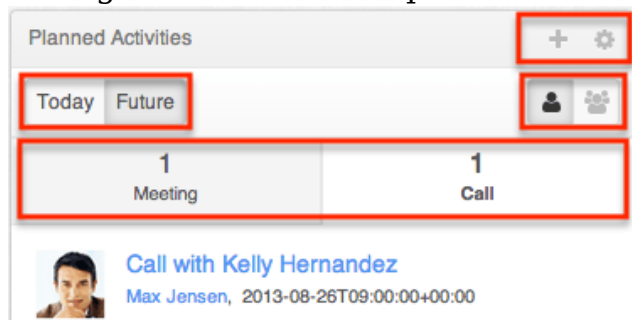 Planned Activities
Today Future
1 1
Meeting Call
Call with Kelly Hernandez
Max Jensen, 2013-08-26T09:00:00+00:00